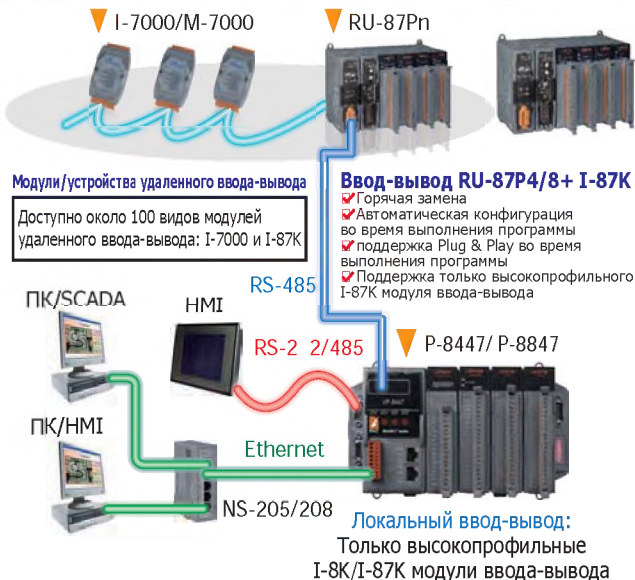 I-7000/M-7000
RU-87Pn
Модули/устройства удаленного ввода-вывода
Доступно около 100 видов модулей
удаленного ввода-вывода: I-7000 и I-87K
Ввод-вывод RU-87P4/8+ I-87K
Горячая замена
Автоматическая конфигурация
во время выполнения программы
поддержка Plug & Play во время
выполнения программы
Поддержка только высокопрофильного
I-87K модуля ввода-вывода
RS-485
ПК/SCADA
HMI
RS-2 2/485
P-8447/ P-8847
ПК/HMI
Ethernet
NS-205/208
Локальный ввод-вывод:
Только высокопрофильные
I-8K/I-87K модули ввода-вывода